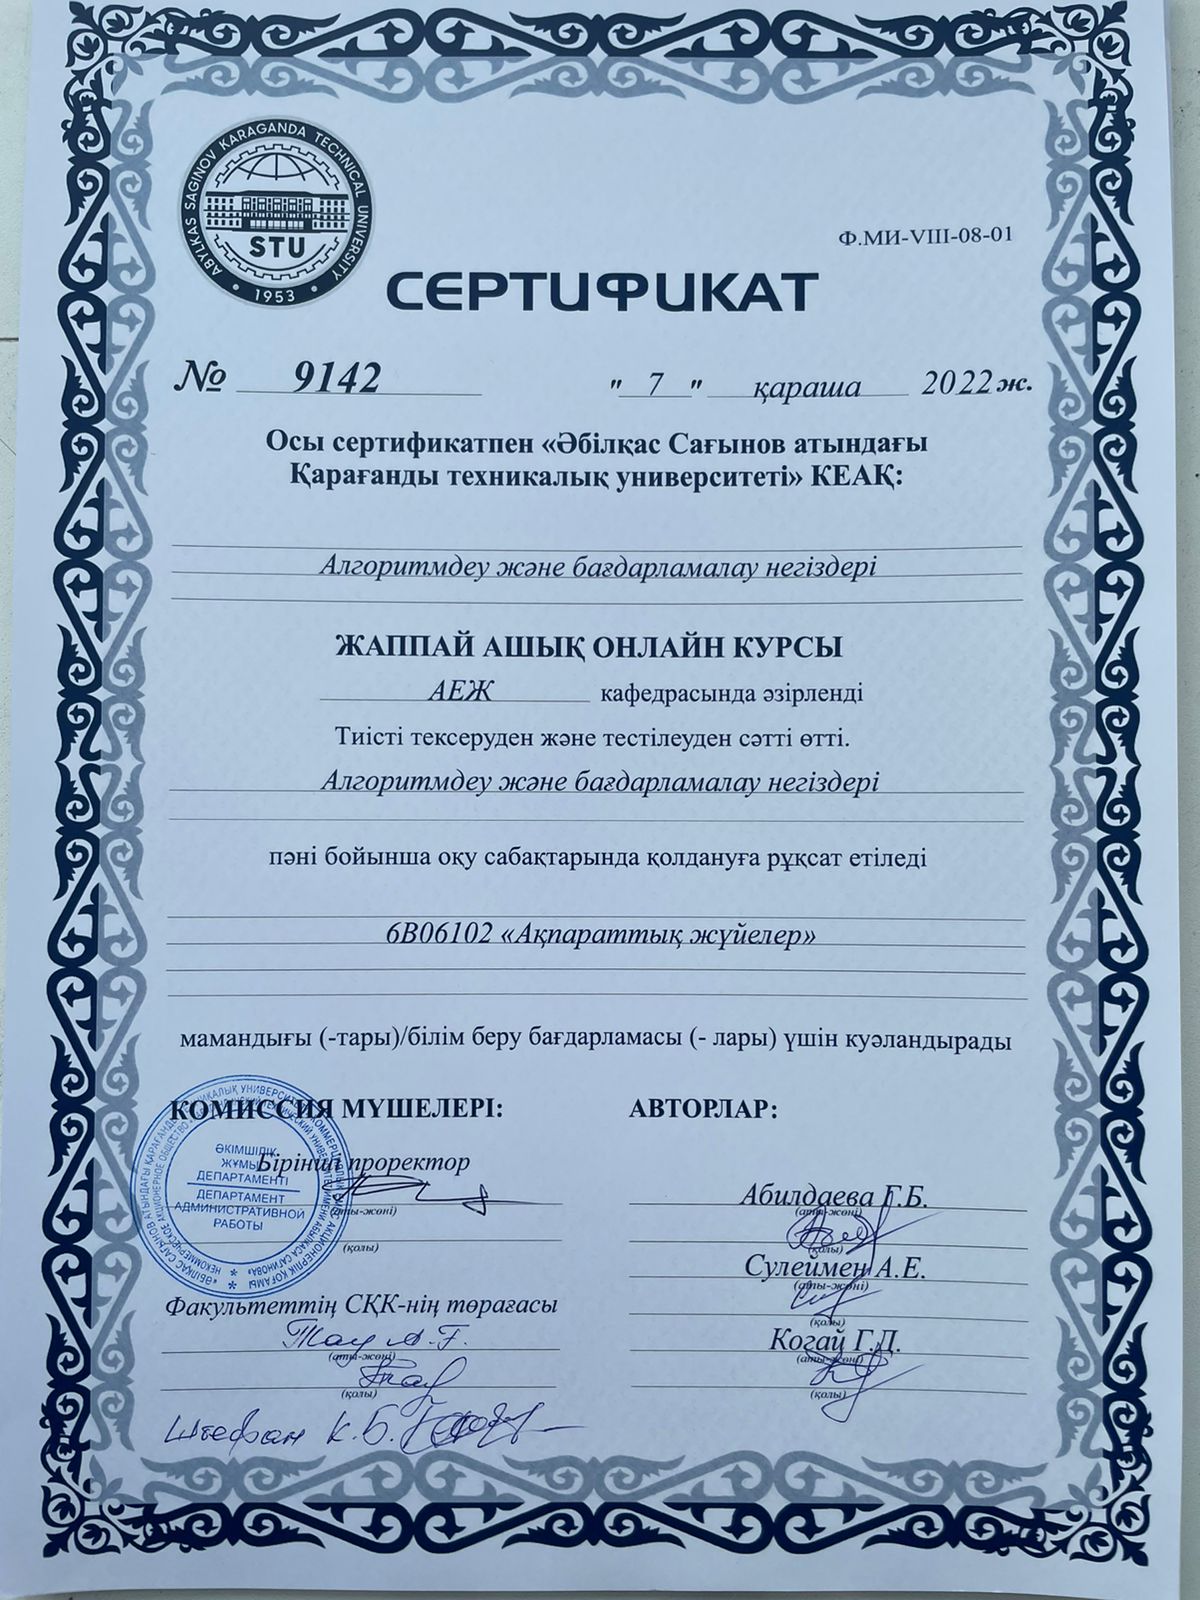 ABYLKAS SAGINOV KARAGANDA TECHNICAL UNIVERSITY
STU
1953
Ф.МИ-VIII-08-01
СЕРТИФИКАТ
№ 9142 " 7 " қараша 2022 ж.
Осы сертификатпен «Әбілқас Сағынов атындағы
Қарағанды техникалық университеті» КЕАҚ:
Алгоритмдеу және бағдарламалау негіздері
ЖАППАЙ АШЫҚ ОНЛАЙН КУРСЫ
АЕЖ кафедрасында әзірленді
Тиісті тексеруден және тестілеуден сәтті өтті.
Алгоритмдеу және бағдарламалау негіздері
пәні бойынша оқу сабақтарында қолдануға рұқсат етіледі
6В06102 «Ақпараттық жүйелер»
мамандығы (-тары)/білім беру бағдарламасы (- лары) үшін куәландырады
КОМИССИЯ МҮШЕЛЕРІ:
Бірінші проректор
(аты-жөні)
(қолы)
Факультеттің СҚК-нің төрағасы
(аты-жөні)
(қолы)
Штефан К.Б.
ӘКІМШІЛІК
ЖҰМЫС
ДЕПАРТАМЕНТІ
ДЕПАРТАМЕНТ
АДМИНИСТРАТИВНОЙ
РАБОТЫ
АВТОРЛАР:
Абилдаева Г.Б.
(аты-жөні)
(қолы)
Сулеймен А.Е.
(аты-жөні)
(қолы)
Когай Г.Д.
(аты-жөні)
(қолы)